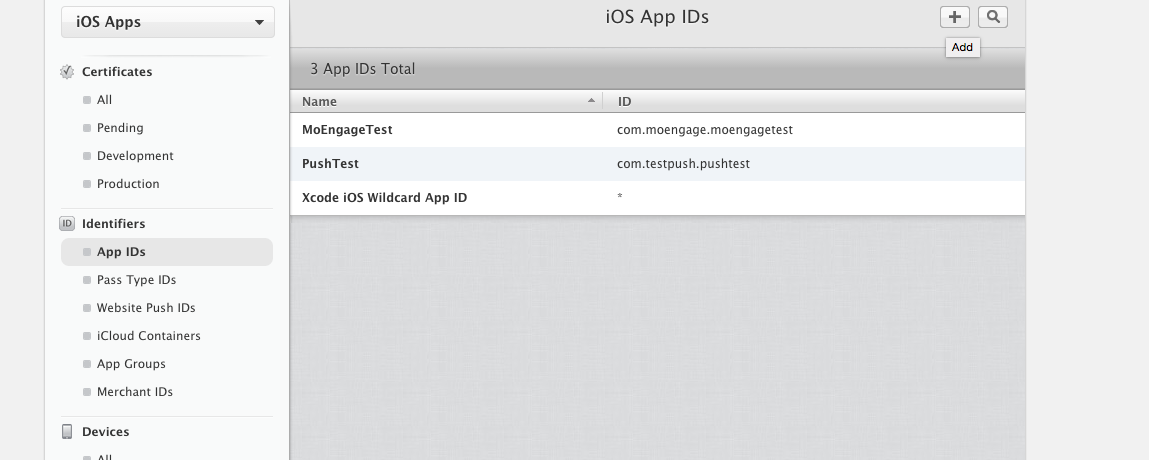 iOS Apps
Certificates
All
Pending
Development
Production
ID Identifiers
App IDs
Pass Type IDs
Website Push IDs
iCloud Containers
App Groups
Merchant IDs
Devices
All
iOS App IDs
Add
3 App IDs Total
Name ID
MoEngageTest com.moengage.moengagetest
PushTest com.testpush.pushtest
Xcode iOS Wildcard App ID *